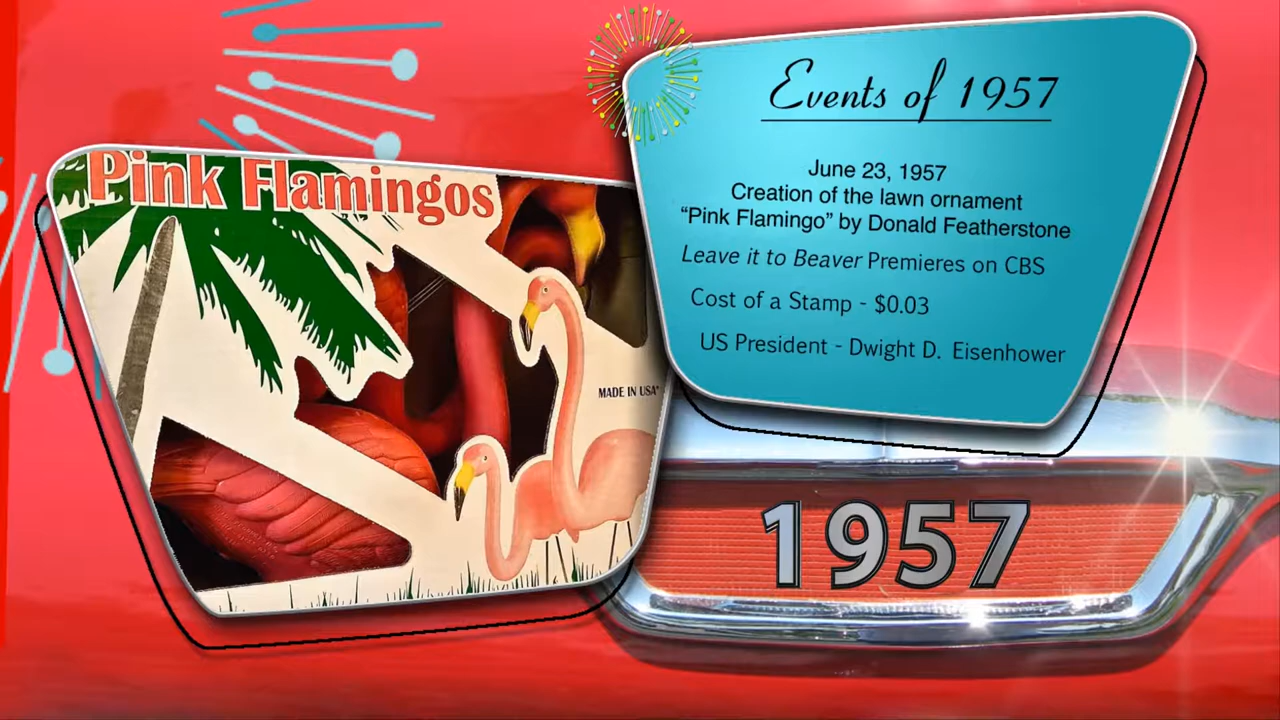 Pink Flamingos
MADE IN USA*
Events of 1957
June 23, 1957
Creation of the lawn ornament
“Pink Flamingo” by Donald Featherstone
Leave it to Beaver Premieres on CBS
Cost of a Stamp - $0.03
US President - Dwight D. Eisenhower
1957